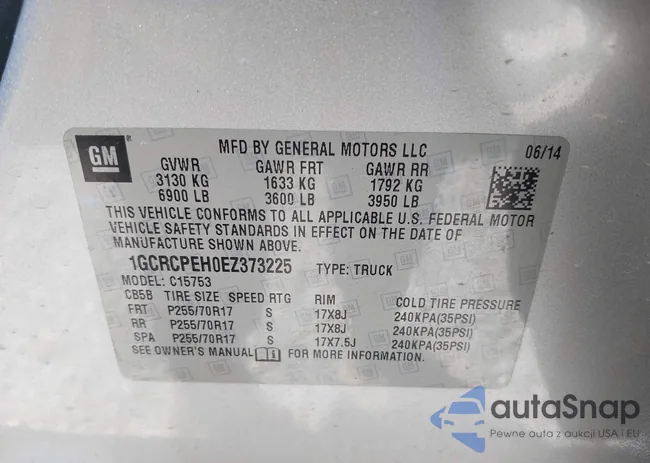 GM
MFD BY GENERAL MOTORS LLC 06/14
GVWR GAWR FRT GAWR RR
3130 KG 1633 KG 1792 KG
6900 LB 3600 LB 3950 LB
THIS VEHICLE CONFORMS TO ALL APPLICABLE U.S. FEDERAL MOTOR
VEHICLE SAFETY STANDARDS IN EFFECT ON THE DATE OF
MANUFACTURE SHOWN ABOVE.
1GCRCPEH0EZ373225 TYPE: TRUCK
MODEL: C15753
CB5B TIRE SIZE SPEED RTG RIM COLD TIRE PRESSURE
FRT P255/70R17 S 17X8J 240KPA(35PSI)
RR P255/70R17 S 17X8J 240KPA(35PSI)
SPA P255/70R17 S 17X7.5J 240KPA(35PSI)
SEE OWNER'S MANUAL FOR MORE INFORMATION.
autaSnap
Pewne auto z aukcji USA i EU